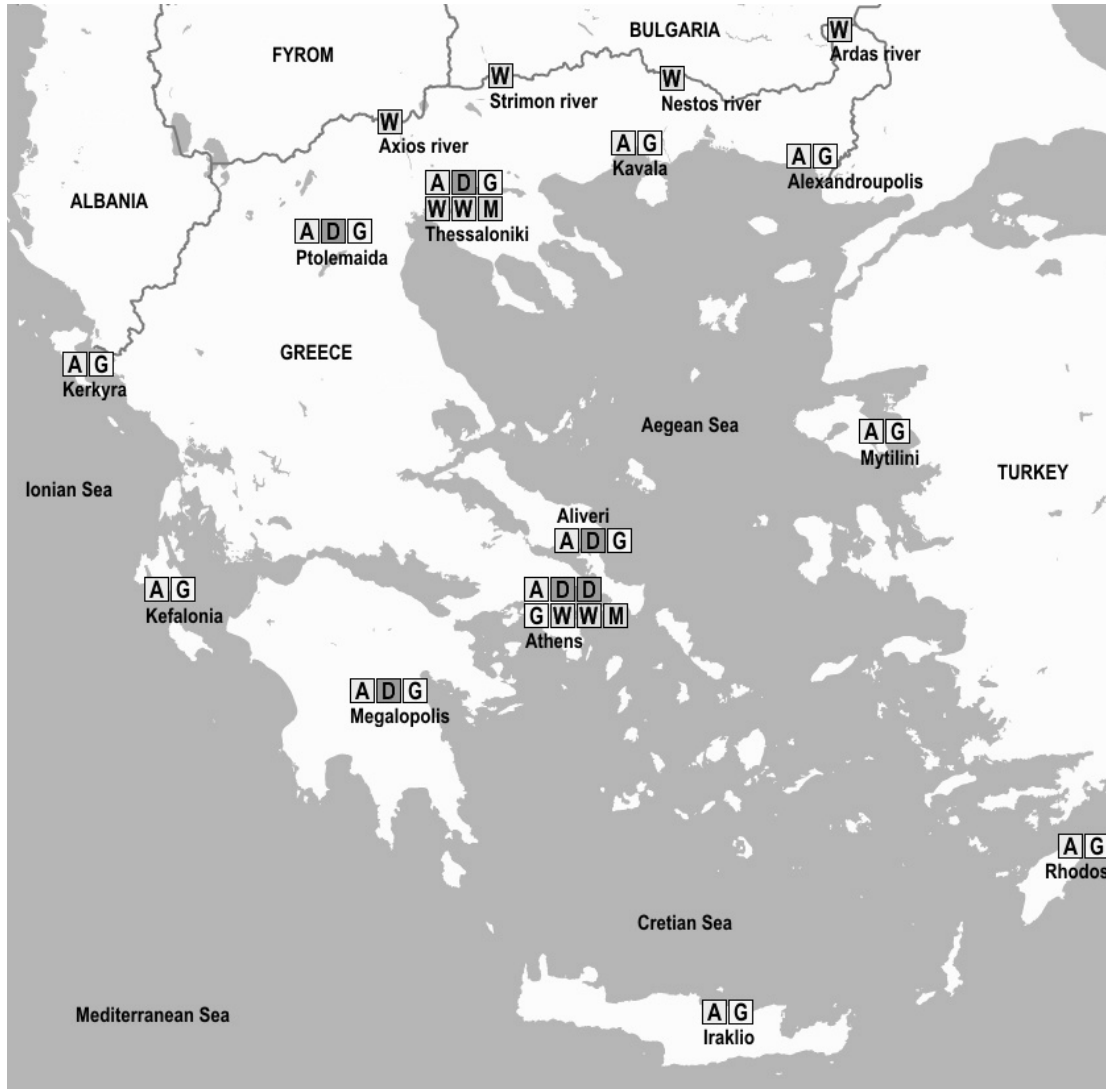 BULGARIA
W
Ardas river
FYROM
W
Strimon river
W
Nestos river
W
Axios river
A G
Kavala
A G
Alexandroupolis
ALBANIA
A D G
W W M
Thessaloniki
A D G
Ptolemaida
GREECE
A G
Kerkyra
Aegean Sea
A G
Mytilini
TURKEY
Ionian Sea
Aliveri
A D G
A G
Kefalonia
A D D
G W W M
Athens
A D G
Megalopolis
A G
Rhodos
Cretian Sea
Mediterranean Sea
A G
Iraklio